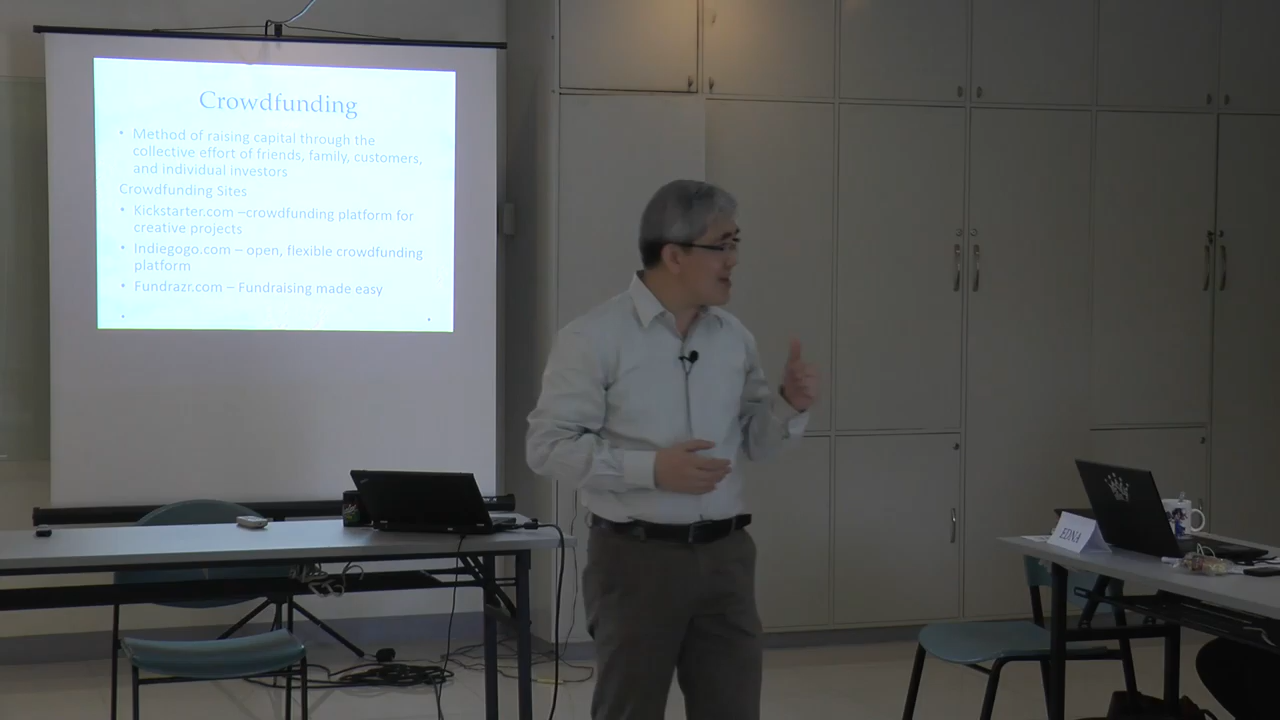 Crowdfunding
• Method of raising capital through the
collective effort of friends, family, customers,
and individual investors
Crowdfunding Sites
• Kickstarter.com –crowdfunding platform for
creative projects
• Indiegogo.com – open, flexible crowdfunding
platform
• Fundrazr.com – Fundraising made easy
EDNA